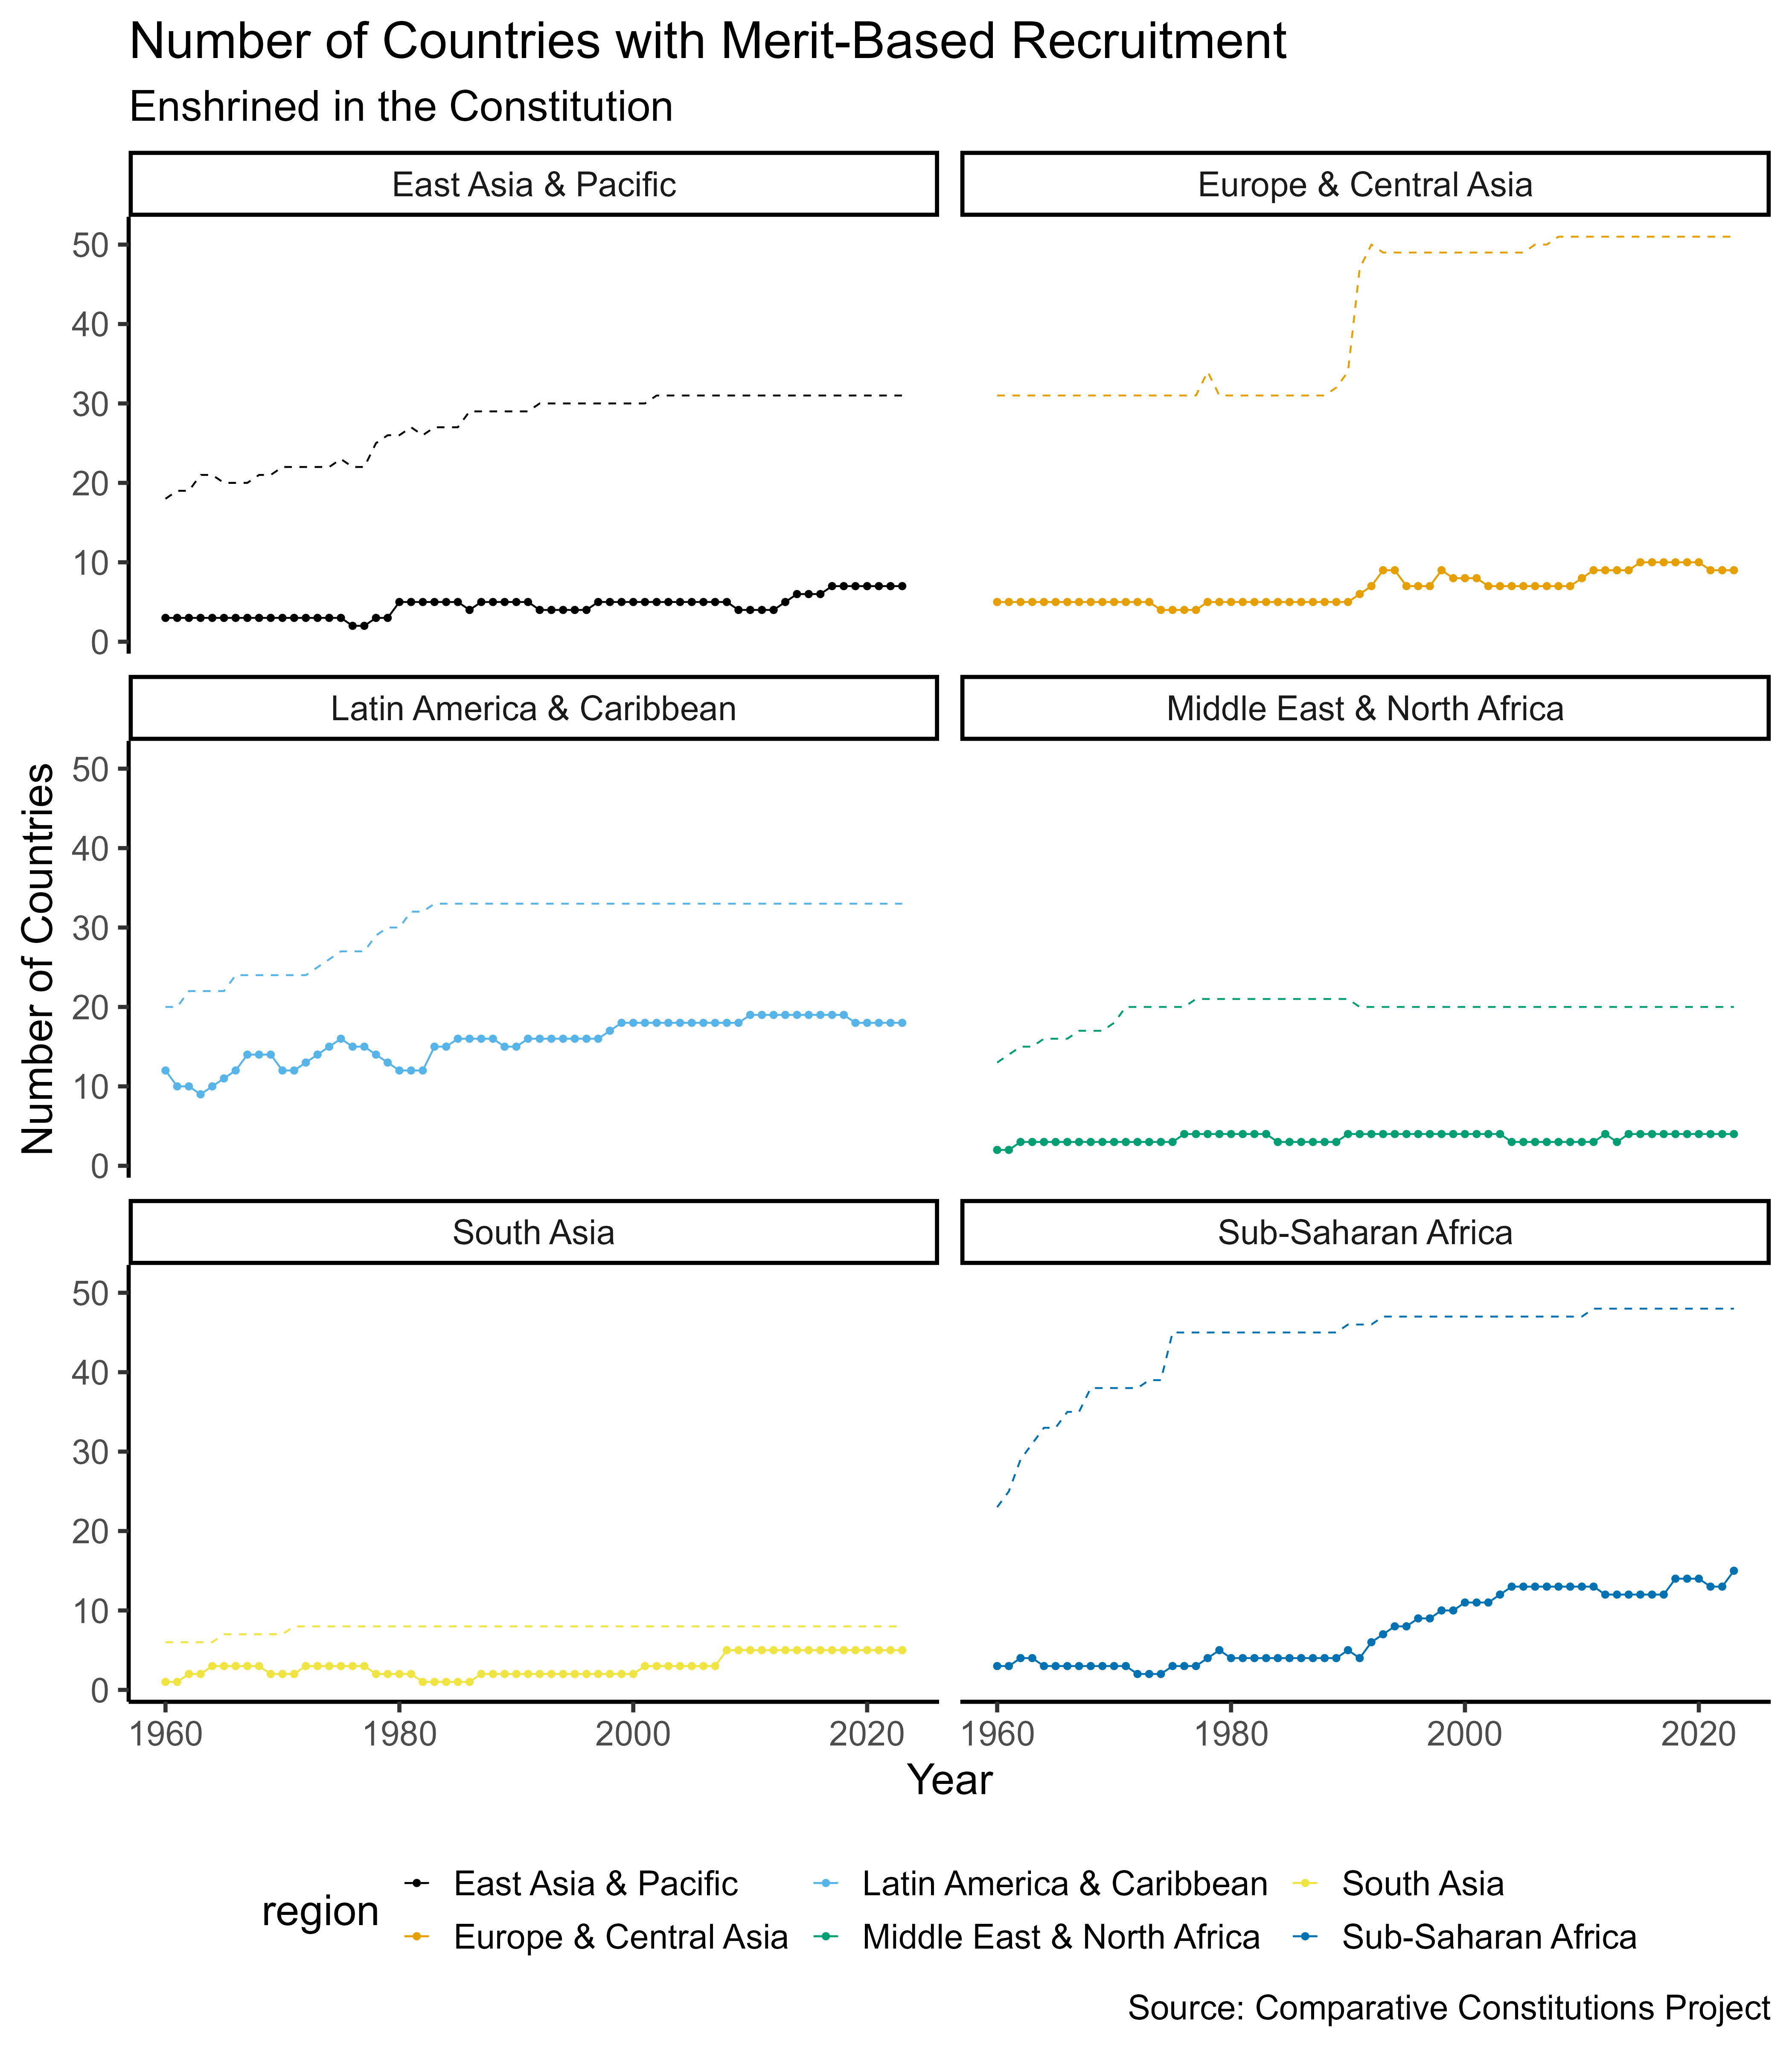 Number of Countries with Merit-Based Recruitment
Enshrined in the Constitution
East Asia & Pacific
Europe & Central Asia
50
40
30
20
10
0
Latin America & Caribbean
Middle East & North Africa
Number of Countries
50
40
30
20
10
0
South Asia
Sub-Saharan Africa
50
40
30
20
10
0
1960 1980 2000 2020 1960 1980 2000 2020
Year
region
East Asia & Pacific Latin America & Caribbean South Asia
Europe & Central Asia Middle East & North Africa Sub-Saharan Africa
Source: Comparative Constitutions Project